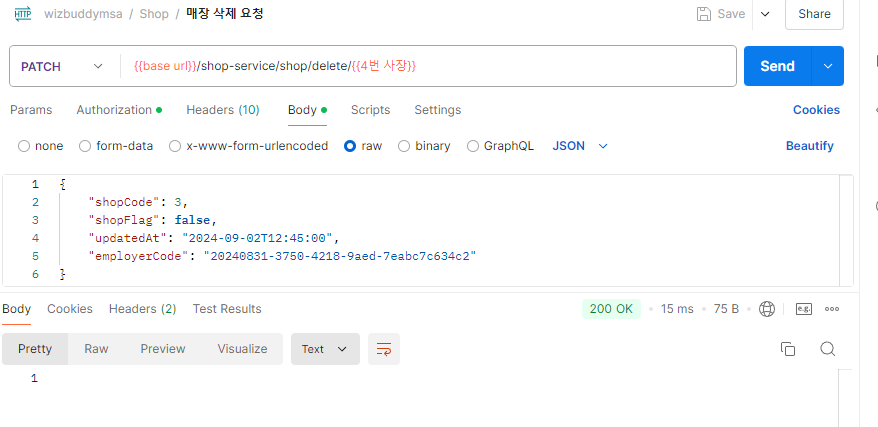 HTTP wizbuddymsa / Shop / 매장 삭제 요청 Save Share
PATCH {{base url}}/shop-service/shop/delete/{{4번 사장}} Send
Params Authorization Headers (10) Body Scripts Settings Cookies
none form-data x-www-form-urlencoded raw binary GraphQL JSON Beautify
1 {
2 "shopCode": 3,
3 "shopFlag": false,
4 "updatedAt": "2024-09-02T12:45:00",
5 "employerCode": "20240831-3750-4218-9aed-7eabc7c634c2"
6 }
Body Cookies Headers (2) Test Results 200 OK 15 ms 75 B e.g.
Pretty Raw Preview Visualize Text
1